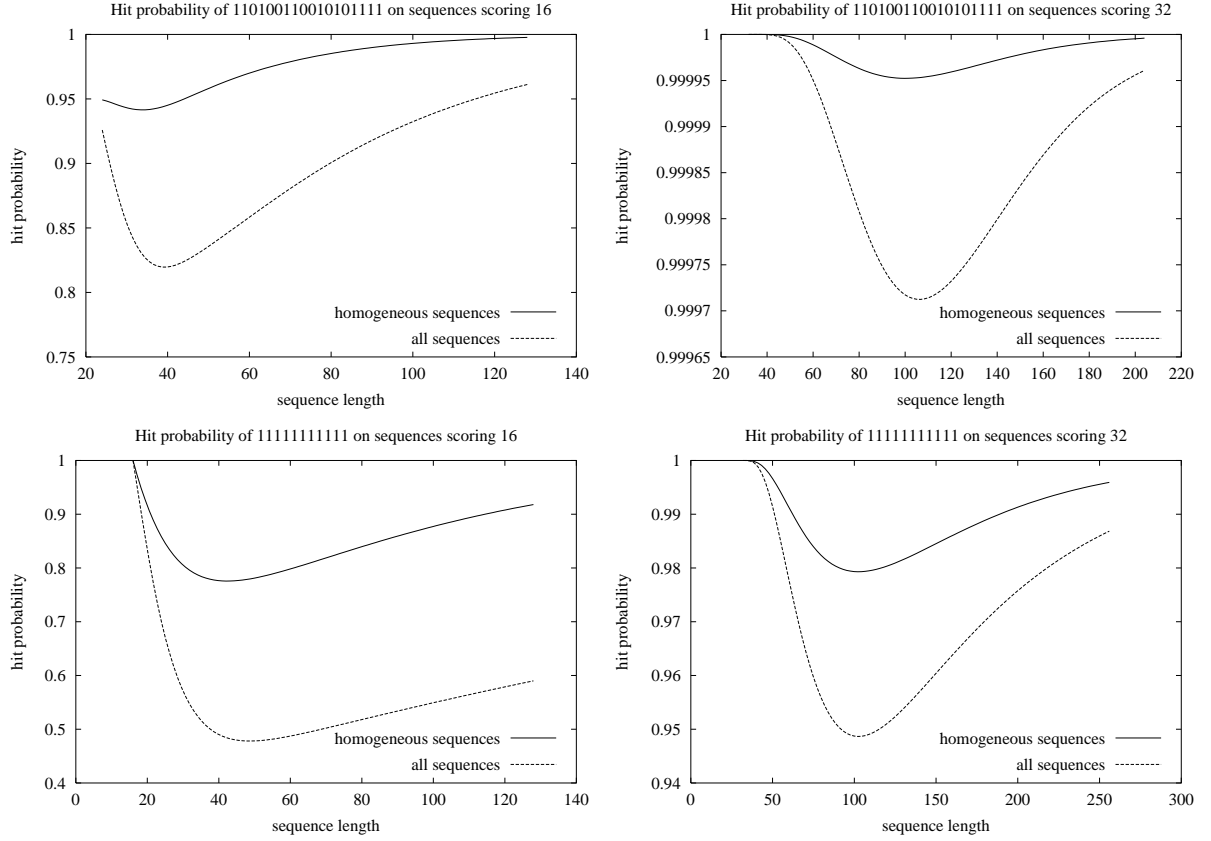 Hit probability of 110100110010101111 on sequences scoring 16
1
0.95
0.9
0.85
0.8
0.75
20 40 60 80 100 120 140
hit probability
sequence length
homogeneous sequences
all sequences
Hit probability of 110100110010101111 on sequences scoring 32
1
0.99995
0.9999
0.99985
0.9998
0.99975
0.9997
0.99965
20 40 60 80 100 120 140 160 180 200 220
hit probability
sequence length
homogeneous sequences
all sequences
Hit probability of 11111111111 on sequences scoring 16
1
0.9
0.8
0.7
0.6
0.5
0.4
0 20 40 60 80 100 120 140
hit probability
sequence length
homogeneous sequences
all sequences
Hit probability of 11111111111 on sequences scoring 32
1
0.99
0.98
0.97
0.96
0.95
0.94
0 50 100 150 200 250 300
hit probability
sequence length
homogeneous sequences
all sequences